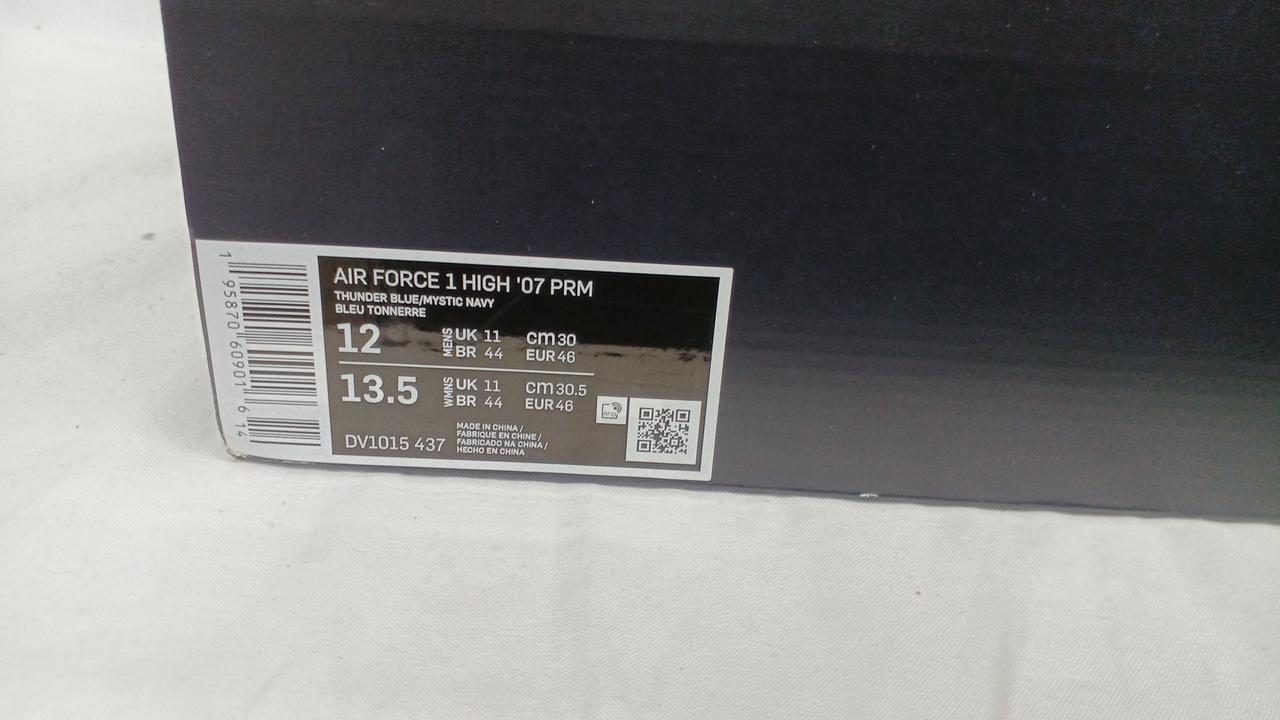 AIR FORCE 1 HIGH '07 PRM
THUNDER BLUE/MYSTIC NAVY
BLEU TONNERRE
12 MENS UK 11 cm 30
BR 44 EUR 46
13.5 WMNS UK 11 cm 30.5
BR 44 EUR 46
DV1015 437
MADE IN CHINA /
FABRIQUE EN CHINE /
FABRICADO NA CHINA /
HECHO EN CHINA
1 95870 60901 6 14